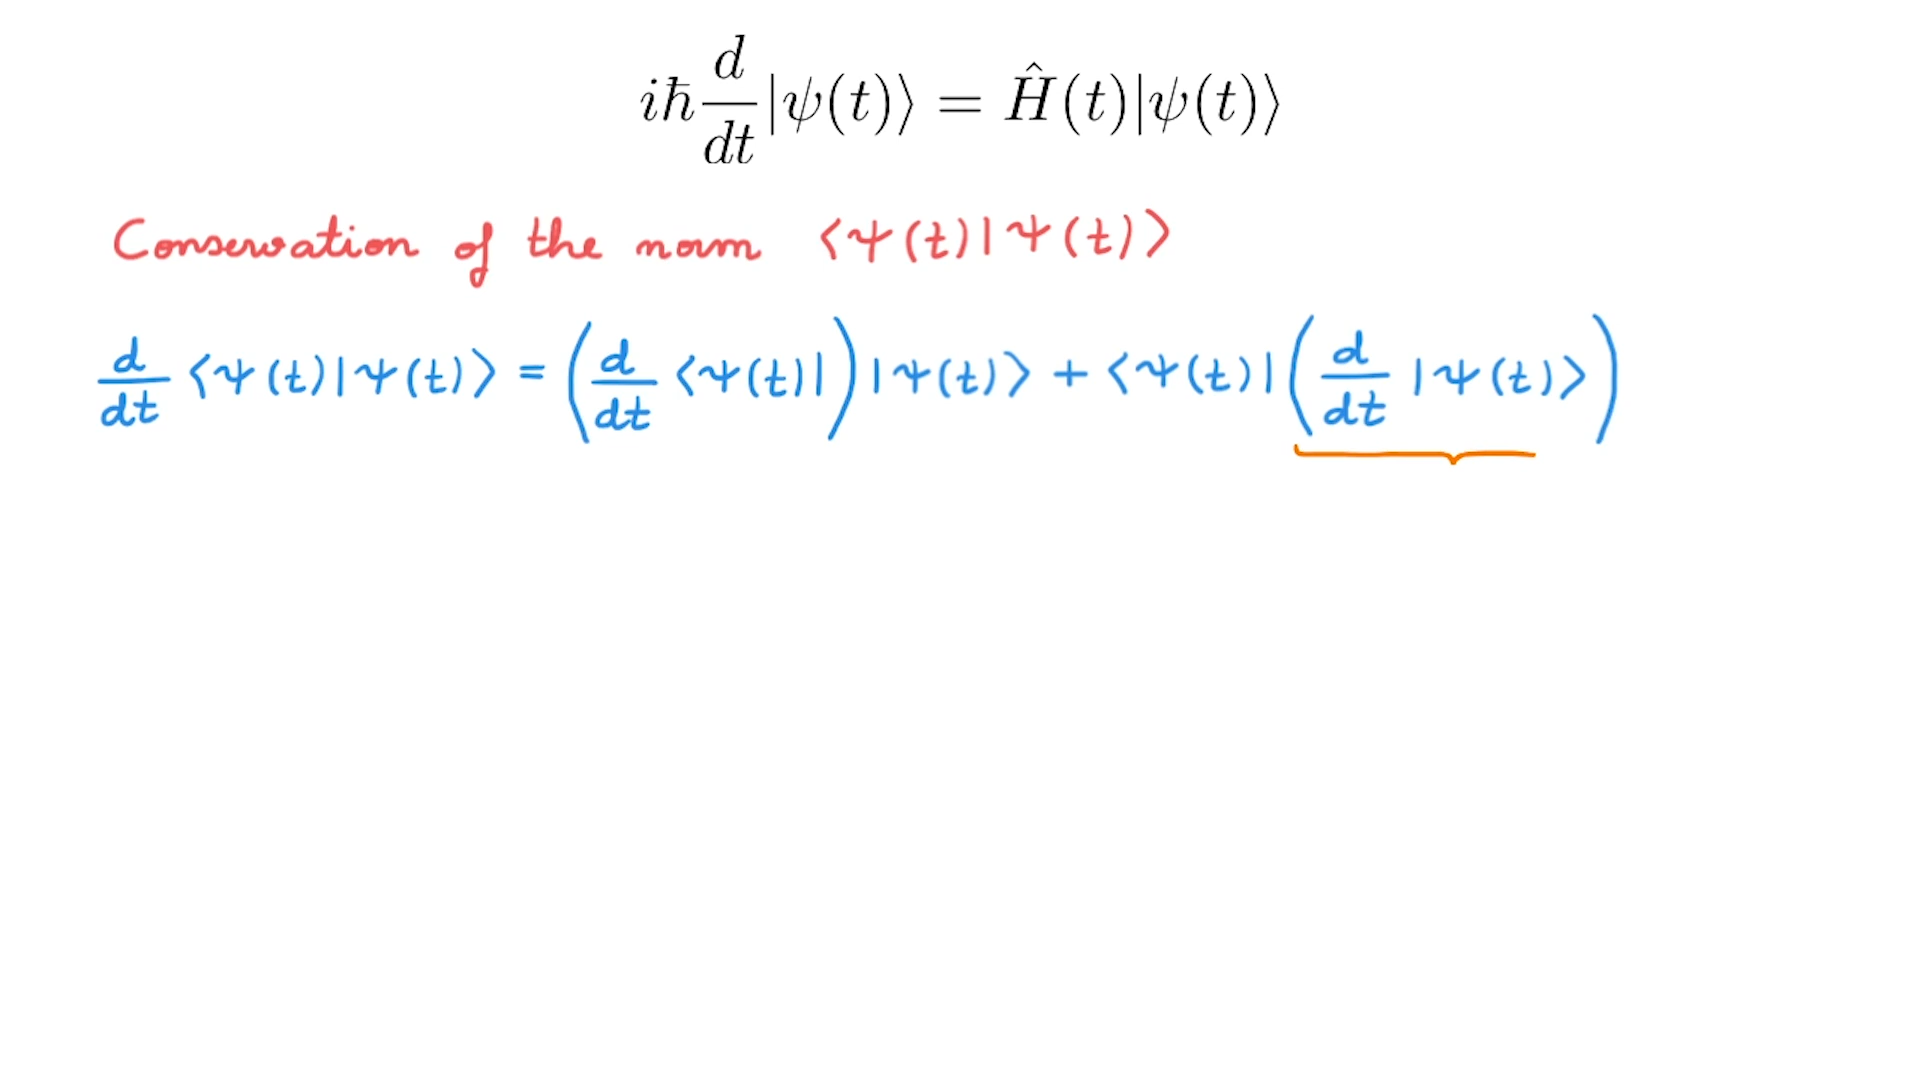 iħ d/dt |ψ(t)⟩ = Ĥ(t)|ψ(t)⟩
Conservation of the norm ⟨ψ(t)|ψ(t)⟩
d/dt ⟨ψ(t)|ψ(t)⟩ = (d/dt ⟨ψ(t)|)|ψ(t)⟩ + ⟨ψ(t)|(d/dt |ψ(t)⟩)